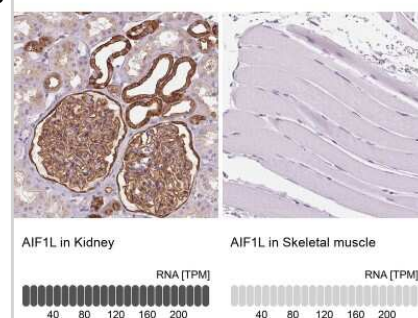 AIF1L in Kidney
RNA [TPM]
40 80 120 160 200
AIF1L in Skeletal muscle
RNA [TPM]
40 80 120 160 200